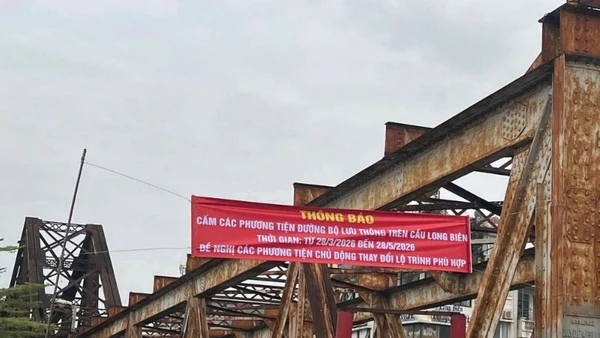 THÔNG BÁO
CẤM CÁC PHƯƠNG TIỆN ĐƯỜNG BỘ LƯU THÔNG TRÊN CẦU LONG BIÊN
THỜI GIAN: TỪ 28/3/2026 ĐẾN 28/5/2026
ĐỀ NGHỊ CÁC PHƯƠNG TIỆN CHỦ ĐỘNG THAY ĐỔI LỘ TRÌNH PHÙ HỢP